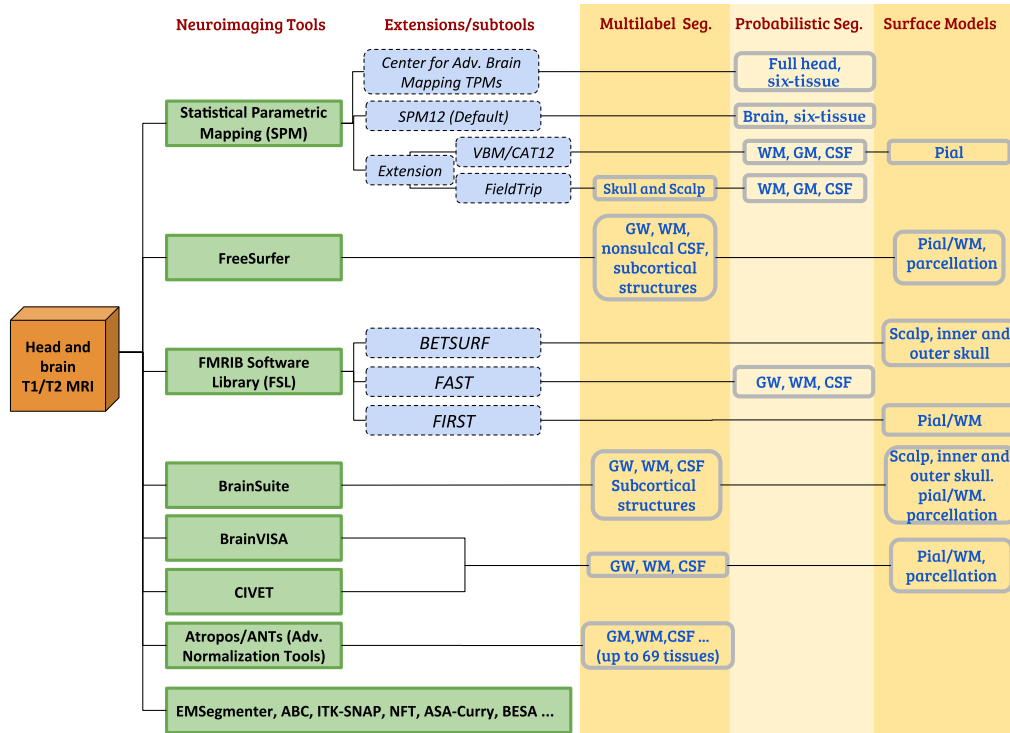 Neuroimaging Tools
Extensions/subtools
Multilabel Seg.
Probabilistic Seg.
Surface Models
Center for Adv. Brain
Mapping TPMs
Full head,
six-tissue
Statistical Parametric
Mapping (SPM)
SPM12 (Default)
Brain, six-tissue
Extension
VBM/CAT12
WM, GM, CSF
Pial
FieldTrip
Skull and Scalp
WM, GM, CSF
FreeSurfer
GW, WM,
nonsulcal CSF,
subcortical
structures
Pial/WM,
parcellation
Head and
brain
T1/T2 MRI
FMRIB Software
Library (FSL)
BETSURF
Scalp, inner and
outer skull
FAST
GW, WM, CSF
FIRST
Pial/WM
BrainSuite
GW, WM, CSF
Subcortical
structures
Scalp, inner and
outer skull.
pial/WM.
parcellation
BrainVISA
CIVET
GW, WM, CSF
Pial/WM,
parcellation
Atropos/ANTs (Adv.
Normalization Tools)
GM,WM,CSF ...
(up to 69 tissues)
EMSegmenter, ABC, ITK-SNAP, NFT, ASA-Curry, BESA ...